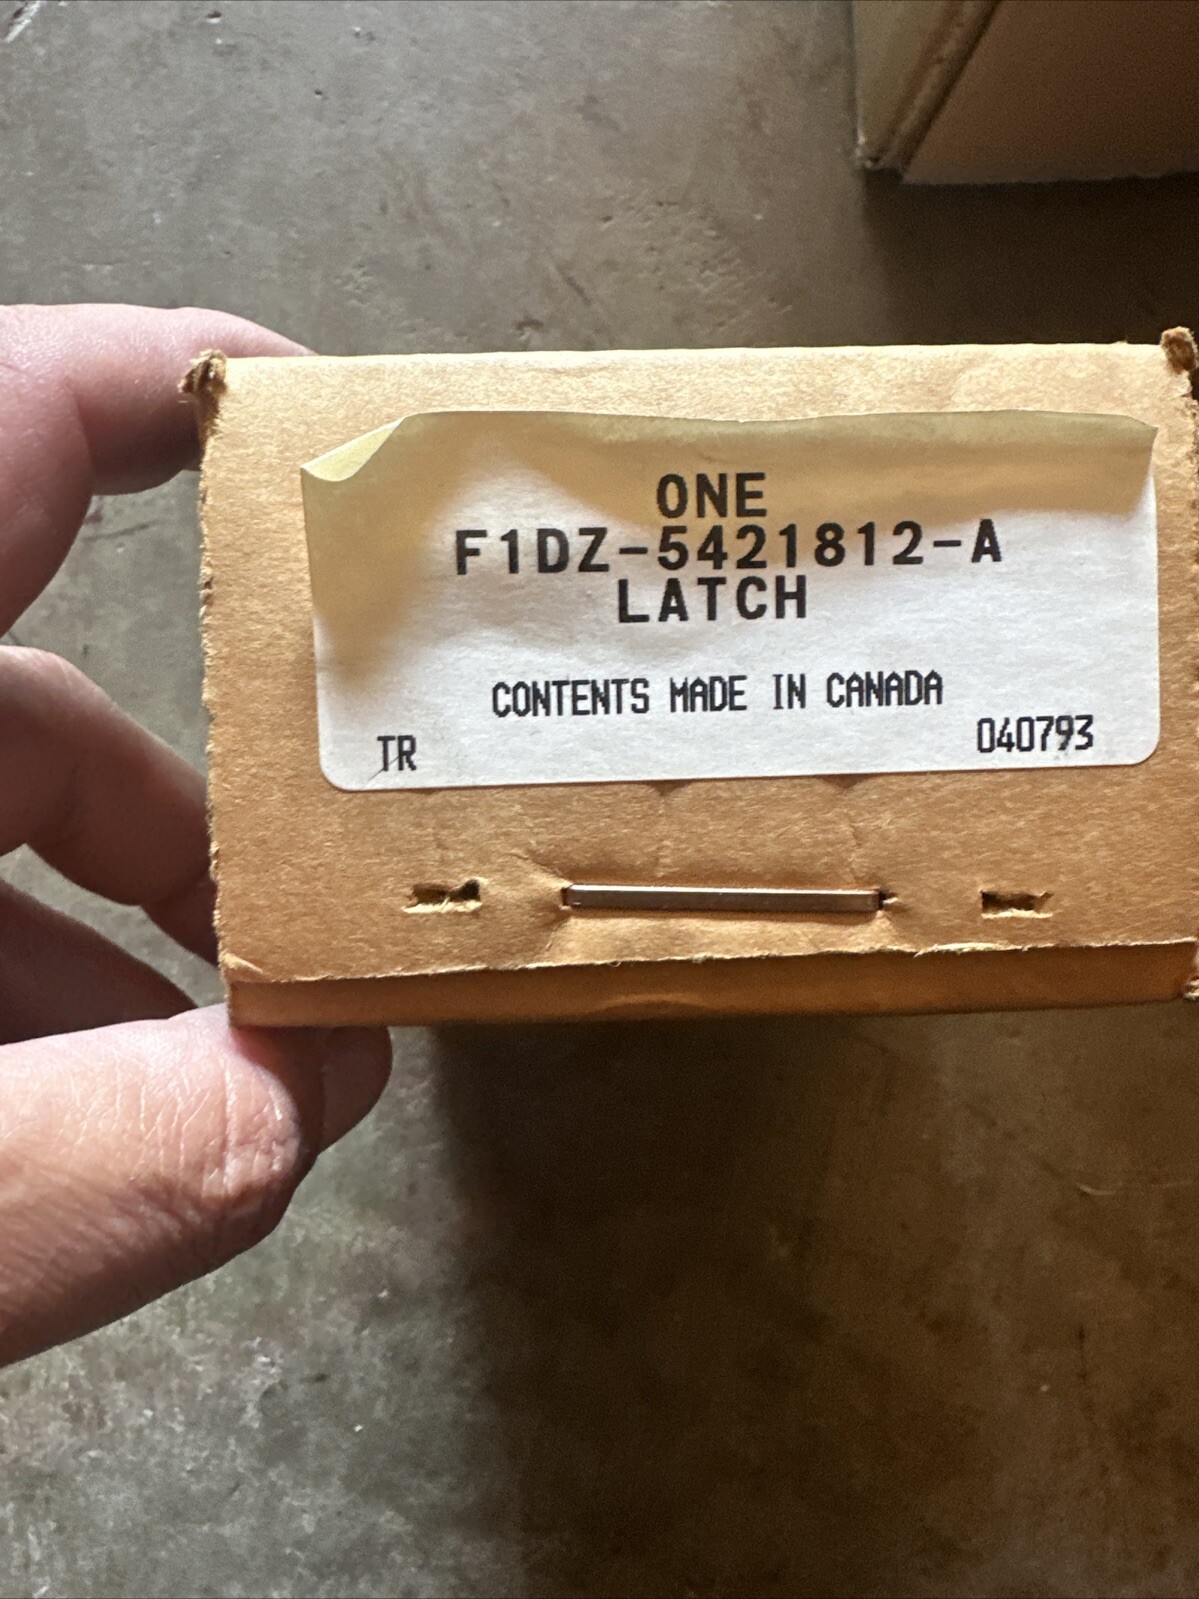 ONE
F1DZ-5421812-A
LATCH
CONTENTS MADE IN CANADA
TR 040793